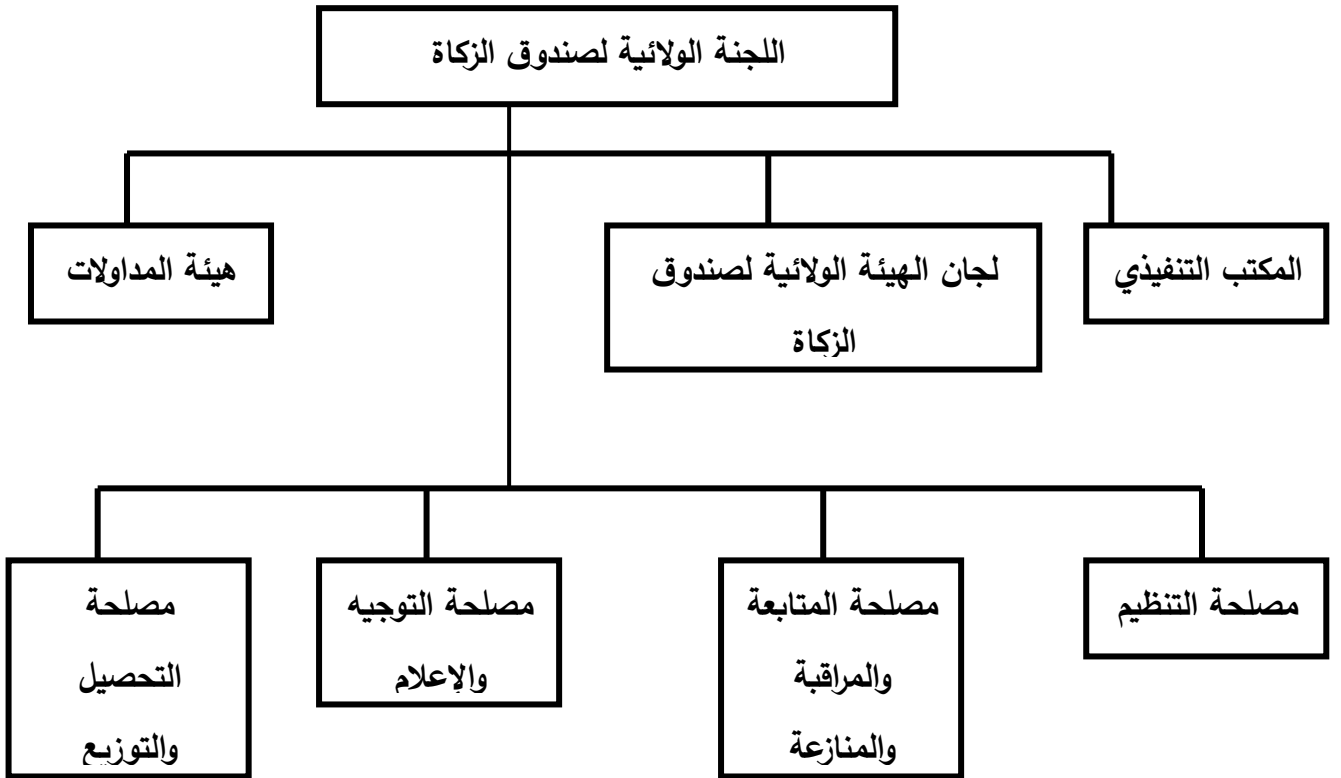 اللجنة الولائية لصندوق الزكاة
المكتب التنفيذي
لجان الهيئة الولائية لصندوق
الزكاة
هيئة المداولات
مصلحة التنظيم
مصلحة المتابعة
والمراقبة
والمنازعة
مصلحة التوجيه
والإعلام
مصلحة
التحصيل
والتوزيع